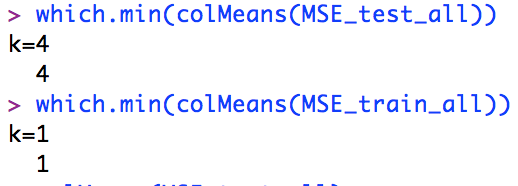 > which.min(colMeans(MSE_test_all))
k=4
  4
> which.min(colMeans(MSE_train_all))
k=1
  1